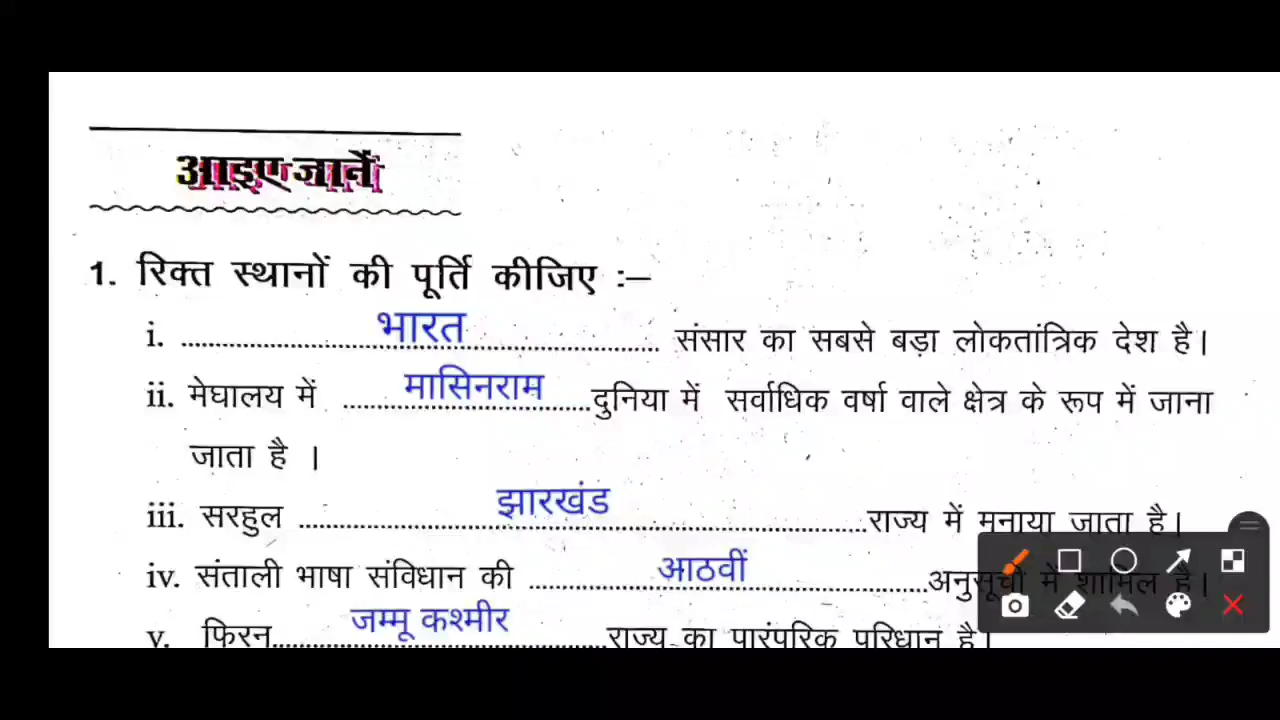 आइए जानें
1. रिक्त स्थानों की पूर्ति कीजिए :–
i. ........ भारत ........ संसार का सबसे बड़ा लोकतांत्रिक देश है।
ii. मेघालय में ........ मासिनराम ........ दुनिया में सर्वाधिक वर्षा वाले क्षेत्र के रूप में जाना
जाता है ।
iii. सरहुल ........ झारखंड ........ राज्य में मनाया जाता है।
iv. संताली भाषा संविधान की ........ आठवीं ........ अनुसूची में शामिल है।
v. फिरन ........ जम्मू कश्मीर ........ राज्य का पारंपरिक परिधान है।